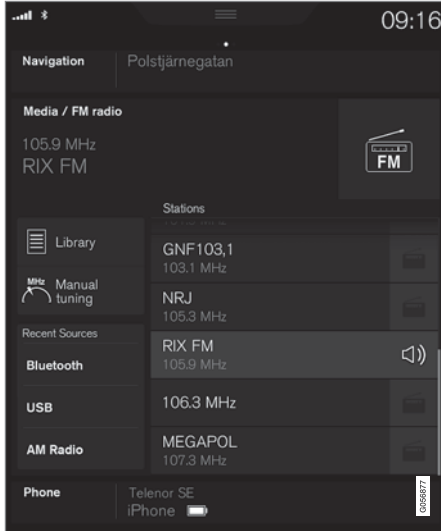 09:16
Navigation
Polstjärnegatan
Media / FM radio
105.9 MHz
RIX FM
FM
Stations
Library
GNF103,1
103.1 MHz
MHz
Manual
tuning
NRJ
105.3 MHz
Recent Sources
RIX FM
105.9 MHz
Bluetooth
USB
106.3 MHz
AM Radio
MEGAPOL
107.3 MHz
Phone
Telenor SE
iPhone
G056877